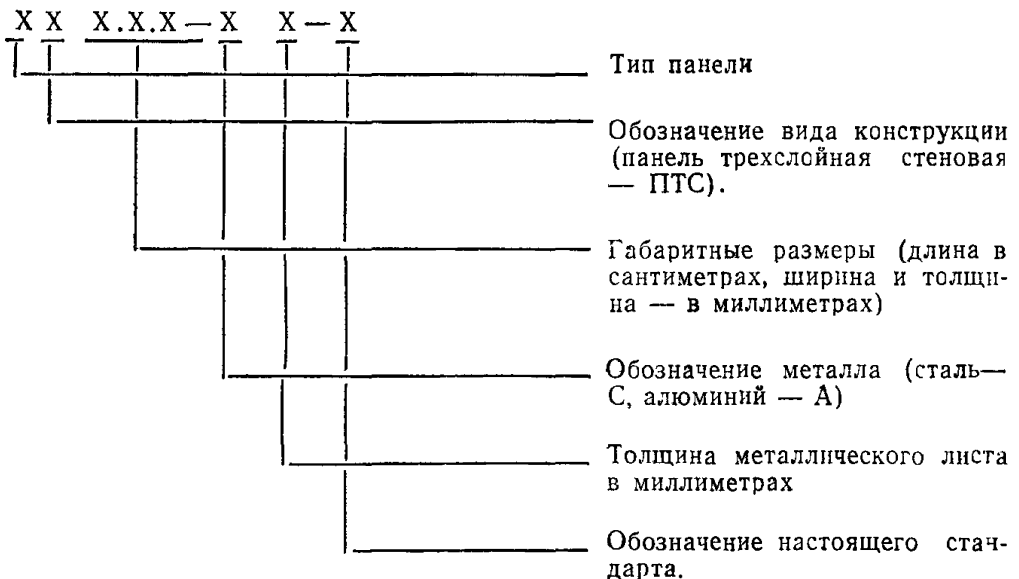 X X X.X.X — X X — X
Тип панели
Обозначение вида конструкции
(панель трехслойная стеновая
— ПТС).
Габаритные размеры (длина в
сантиметрах, ширина и толщи-
на — в миллиметрах)
Обозначение металла (сталь—
С, алюминий — А)
Толщина металлического листа
в миллиметрах
Обозначение настоящего стан-
дарта.